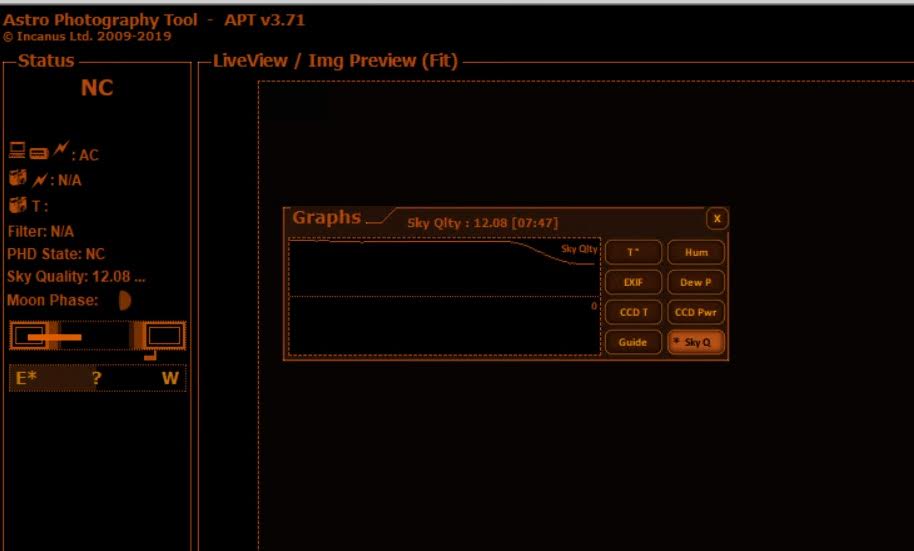 Astro Photography Tool - APT v3.71
© Incanus Ltd. 2009-2019
Status
LiveView / Img Preview (Fit)
NC
: AC
: N/A
T :
Filter: N/A
PHD State: NC
Sky Quality: 12.08 ...
Moon Phase:
E* ? W
Graphs
Sky Qlty : 12.08 [07:47]
X
Sky Qlty
0
T˚ Hum
EXIF Dew P
CCD T CCD Pwr
Guide * Sky Q